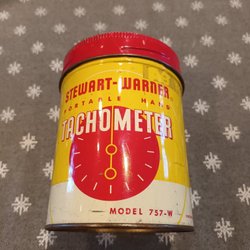 STEWART-WARNER
PORTABLE HAND
TACHOMETER
MODEL 757-W